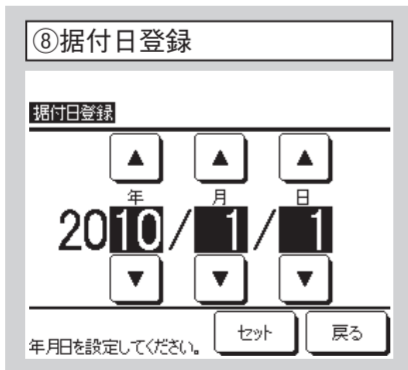 ⑧据付日登録
据付日登録
▲ ▲ ▲
年 月 日
2010/ 1/ 1
▼ ▼ ▼
年月日を設定してください。 セット 戻る